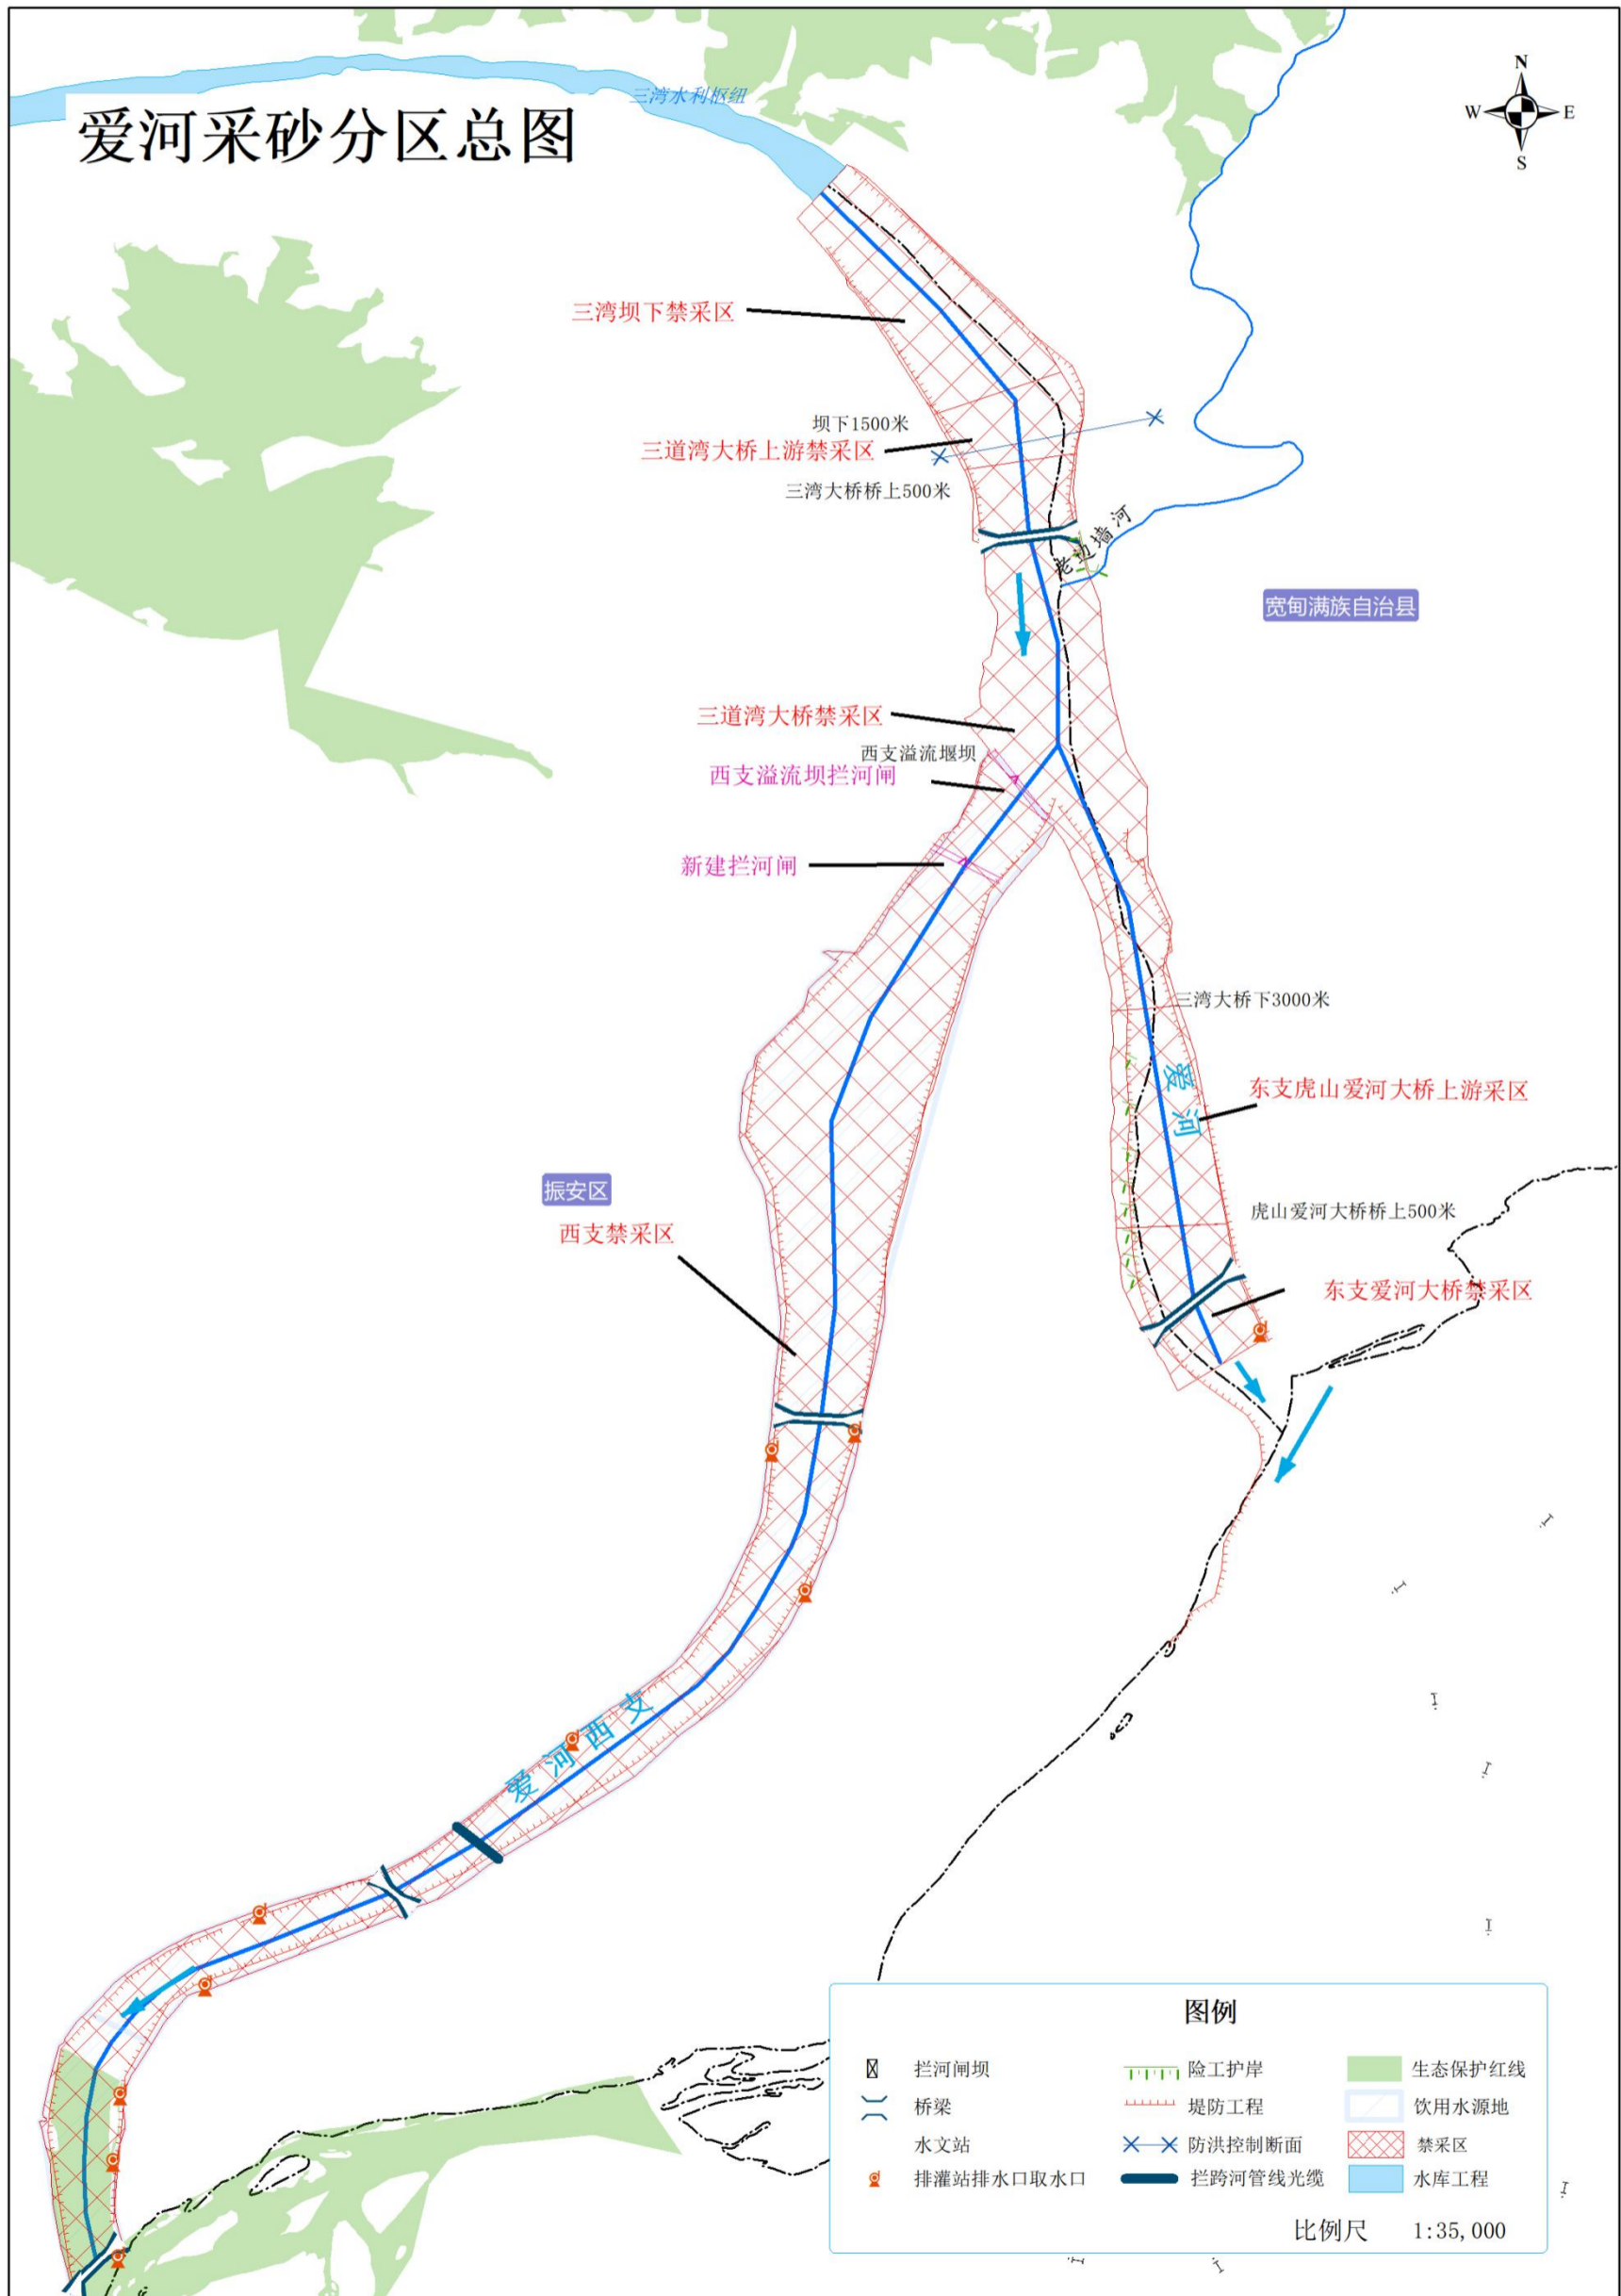 三湾水利枢纽
爱河采砂分区总图
N
W
E
S
三湾坝下禁采区
坝下1500米
三道湾大桥上游禁采区
三湾大桥桥上500米
老边墙河
宽甸满族自治县
三道湾大桥禁采区
西支溢流堰坝
西支溢流坝拦河闸
新建拦河闸
三湾大桥下3000米
爱河
东支虎山爱河大桥上游采区
振安区
虎山爱河大桥桥上500米
西支禁采区
东支爱河大桥禁采区
爱河西支
图例
拦河闸坝
险工护岸
生态保护红线
桥梁
堤防工程
饮用水源地
水文站
防洪控制断面
禁采区
排灌站排水口取水口
拦跨河管线光缆
水库工程
比例尺 1:35,000